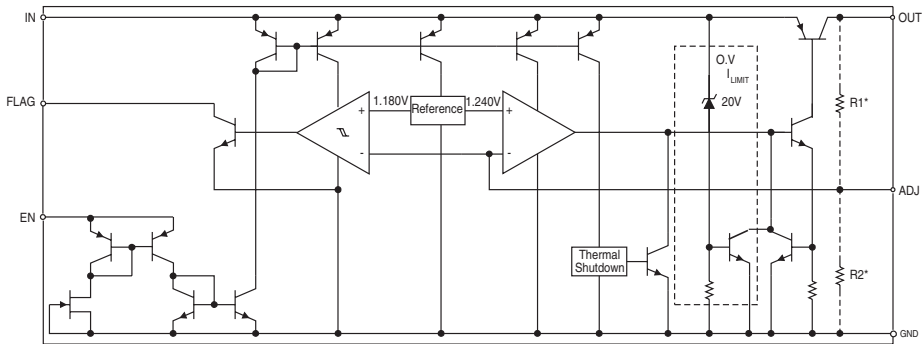 IN
OUT
O.V
I LIMIT
FLAG
1.180V
Reference
1.240V
20V
R1*
+
+
-
-
ADJ
EN
Thermal
Shutdown
R2*
GND